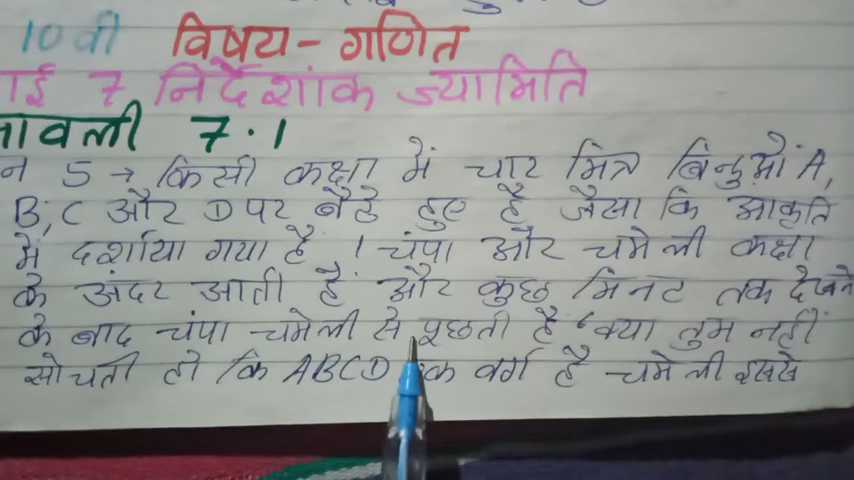 10वी विषय - गणित
ाई 7 निर्देशांक ज्यामिति
नावली 7.1
न 5 → किसी कक्षा में चार मित्र बिन्दुओं A,
B, C और D पर बैठे हुए है जैसा कि आकृति
में दर्शाया गया है । चंपा और चमेली कक्षा
के अंदर आती हैं और कुछ मिनट तक देखने
के बाद चंपा चमेली से पूछती है "क्या तुम नहीं
सोचती हो कि ABCD एक वर्ग है चमेली इससे